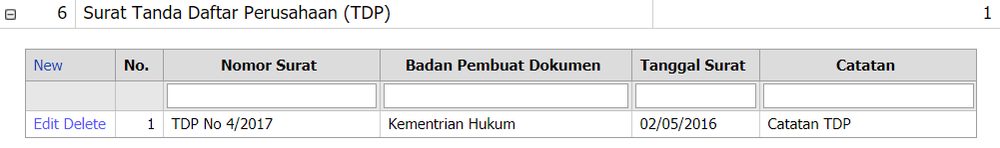 6 Surat Tanda Daftar Perusahaan (TDP) 1
New No. Nomor Surat Badan Pembuat Dokumen Tanggal Surat Catatan
Edit Delete 1 TDP No 4/2017 Kementrian Hukum 02/05/2016 Catatan TDP